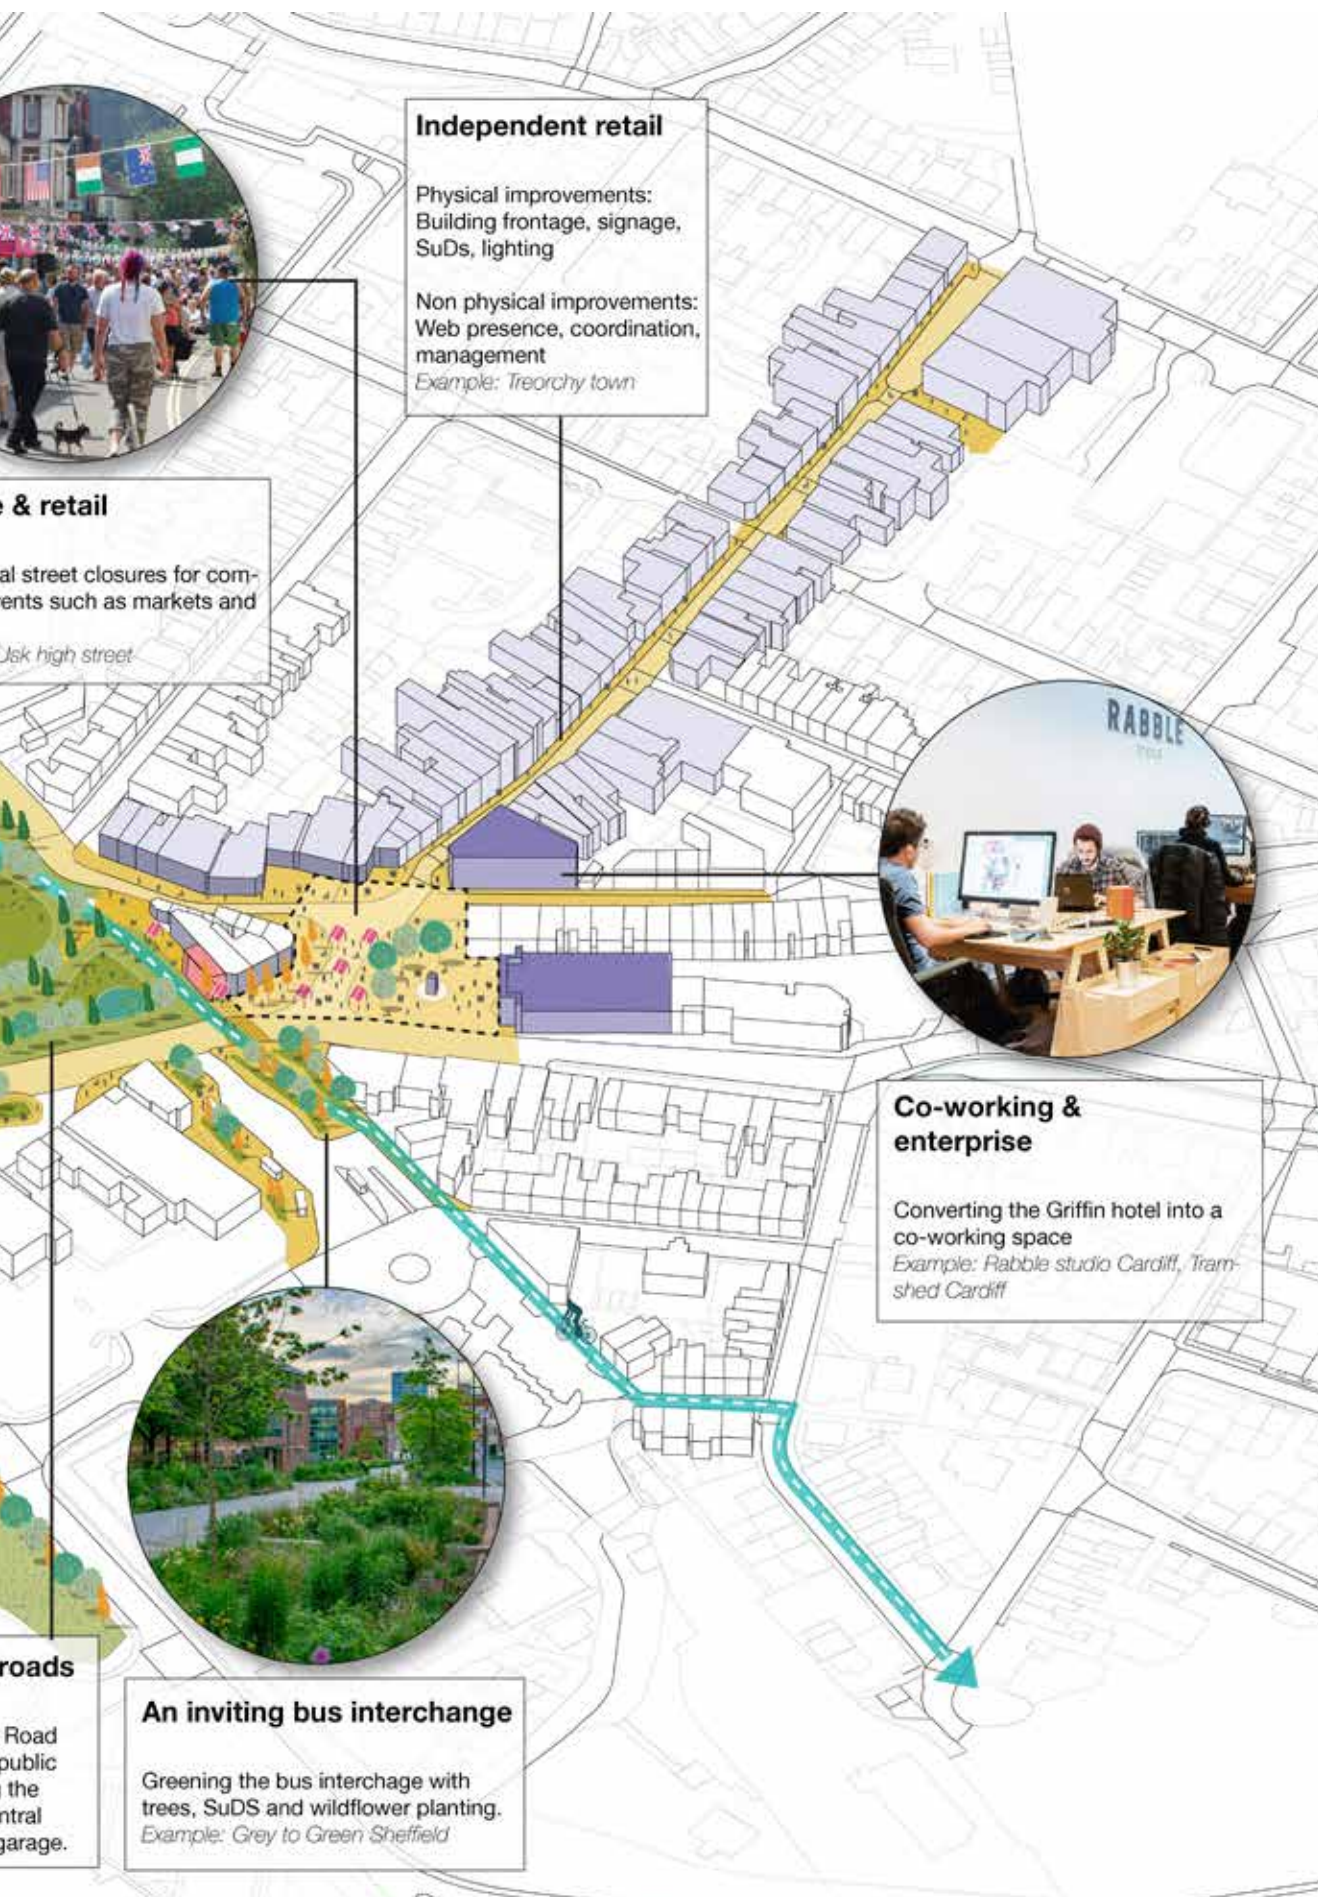 Independent retail
Physical improvements:
Building frontage, signage,
SuDs, lighting
Non physical improvements:
Web presence, coordination,
management
Example: Treorchy town
& retail
al street closures for com-
vents such as markets and
Usk high street
RABBLE
Co-working &
enterprise
Converting the Griffin hotel into a
co-working space
Example: Rabble studio Cardiff, Tram-
shed Cardiff
roads
Road
public
the
ntral
garage.
An inviting bus interchange
Greening the bus interchage with
trees, SuDS and wildflower planting.
Example: Grey to Green Sheffield